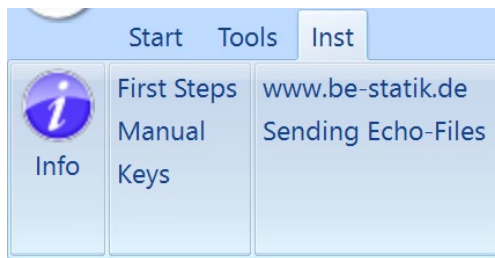 Start Tools Inst
First Steps www.be-statik.de
Manual Sending Echo-Files
Info Keys